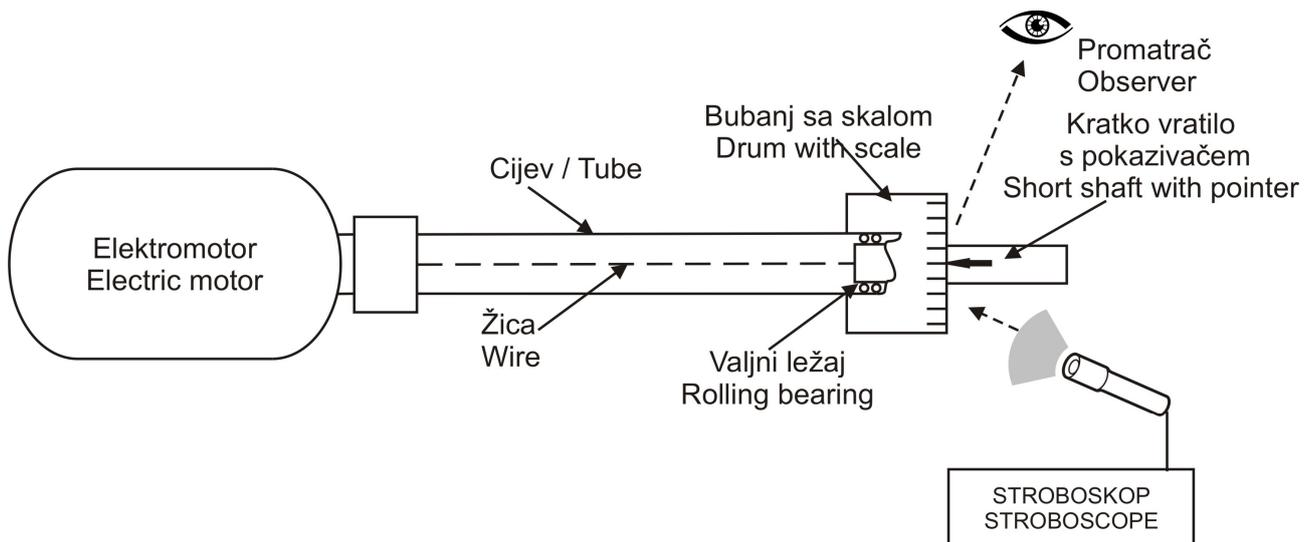 Promatrač
Observer
Bubanj sa skalom
Drum with scale
Kratko vratilo
s pokazivačem
Short shaft with pointer
Cijev / Tube
Elektromotor
Electric motor
Žica
Wire
Valjni ležaj
Rolling bearing
STROBOSKOP
STROBOSCOPE